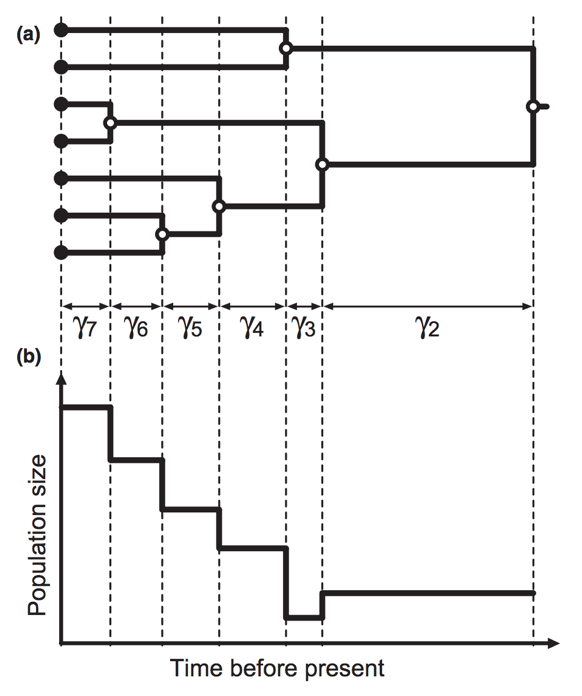 (a)
γ7 γ6 γ5 γ4 γ3 γ2
(b)
Population size
Time before present